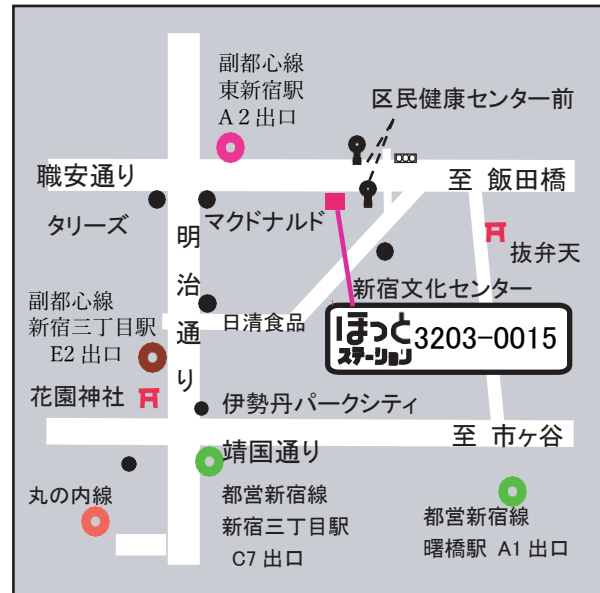 副都心線
東新宿駅
A2出口
区民健康センター前
職安通り
至 飯田橋
タリーズ
マクドナルド
抜弁天
明治通り
新宿文化センター
副都心線
新宿三丁目駅
E2 出口
日清食品
ほっと
ステーション
3203-0015
花園神社
伊勢丹パークシティ
靖国通り
至 市ヶ谷
丸の内線
都営新宿線
新宿三丁目駅
C7 出口
都営新宿線
曙橋駅 A1 出口